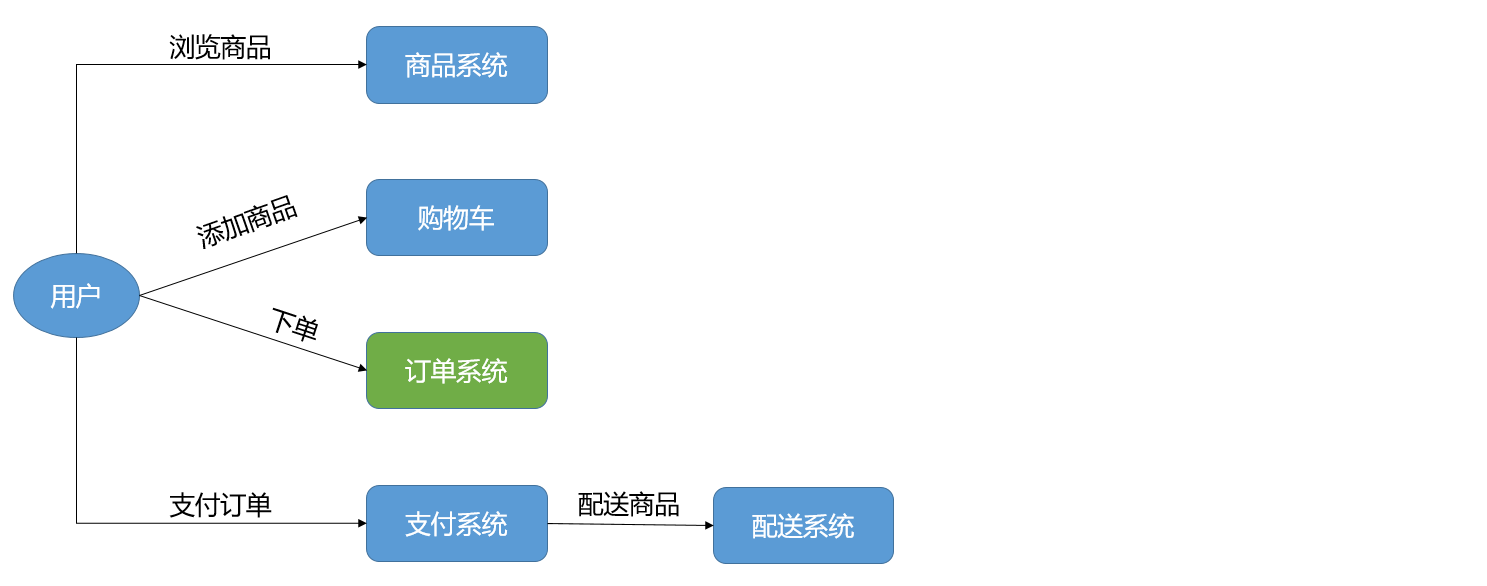 浏览商品
商品系统
添加商品
购物车
用户
下单
订单系统
支付订单
支付系统
配送商品
配送系统